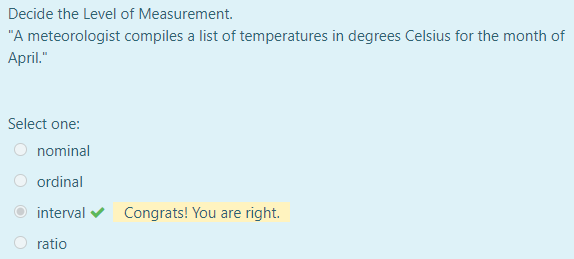 Decide the Level of Measurement.
"A meteorologist compiles a list of temperatures in degrees Celsius for the month of
April."
Select one:
nominal
ordinal
interval ✔ Congrats! You are right.
ratio